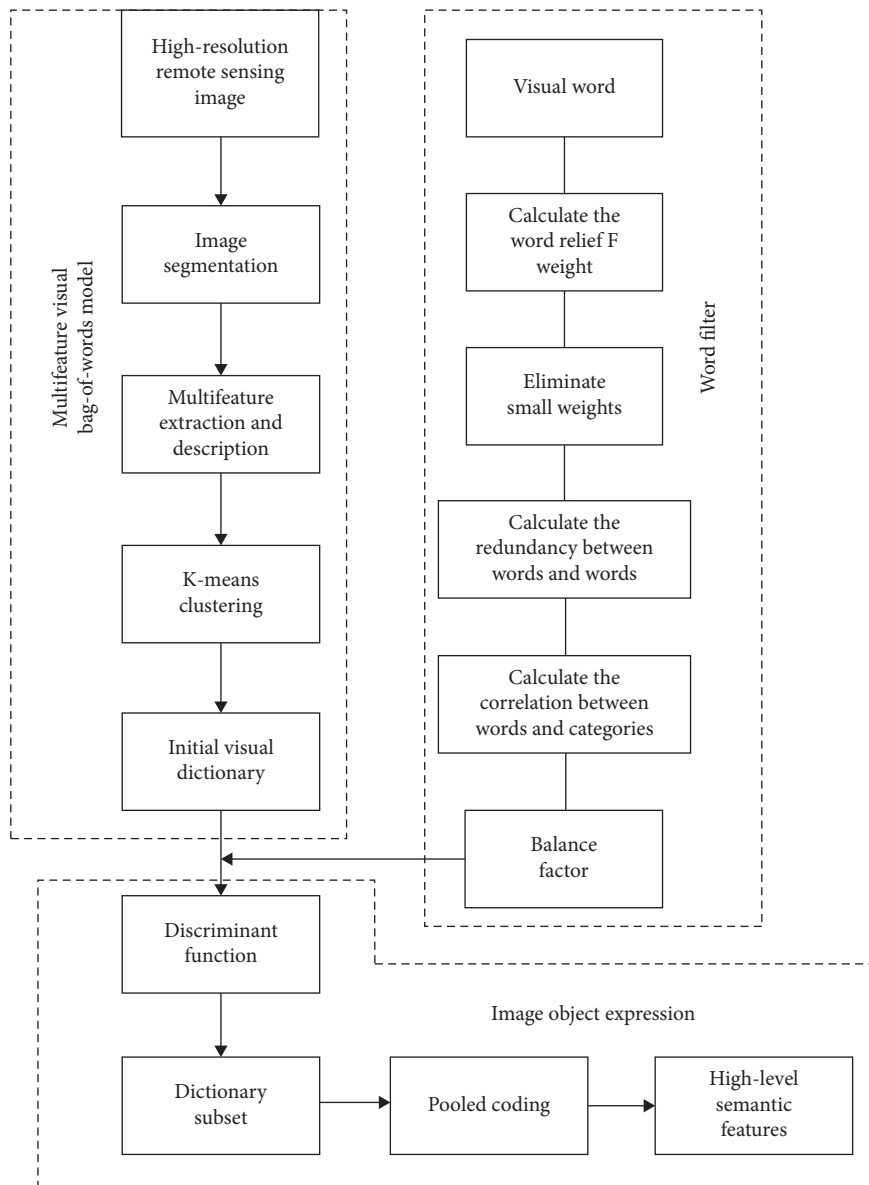 High-resolution
remote sensing
image
Image
segmentation
Multifeature
extraction and
description
K-means
clustering
Initial visual
dictionary
Multifeature visual
bag-of-words model
Visual word
Calculate the
word relief F
weight
Eliminate
small weights
Calculate the
redundancy between
words and words
Calculate the
correlation between
words and categories
Balance
factor
Word filter
Discriminant
function
Image object expression
Dictionary
subset
Pooled coding
High-level
semantic
features